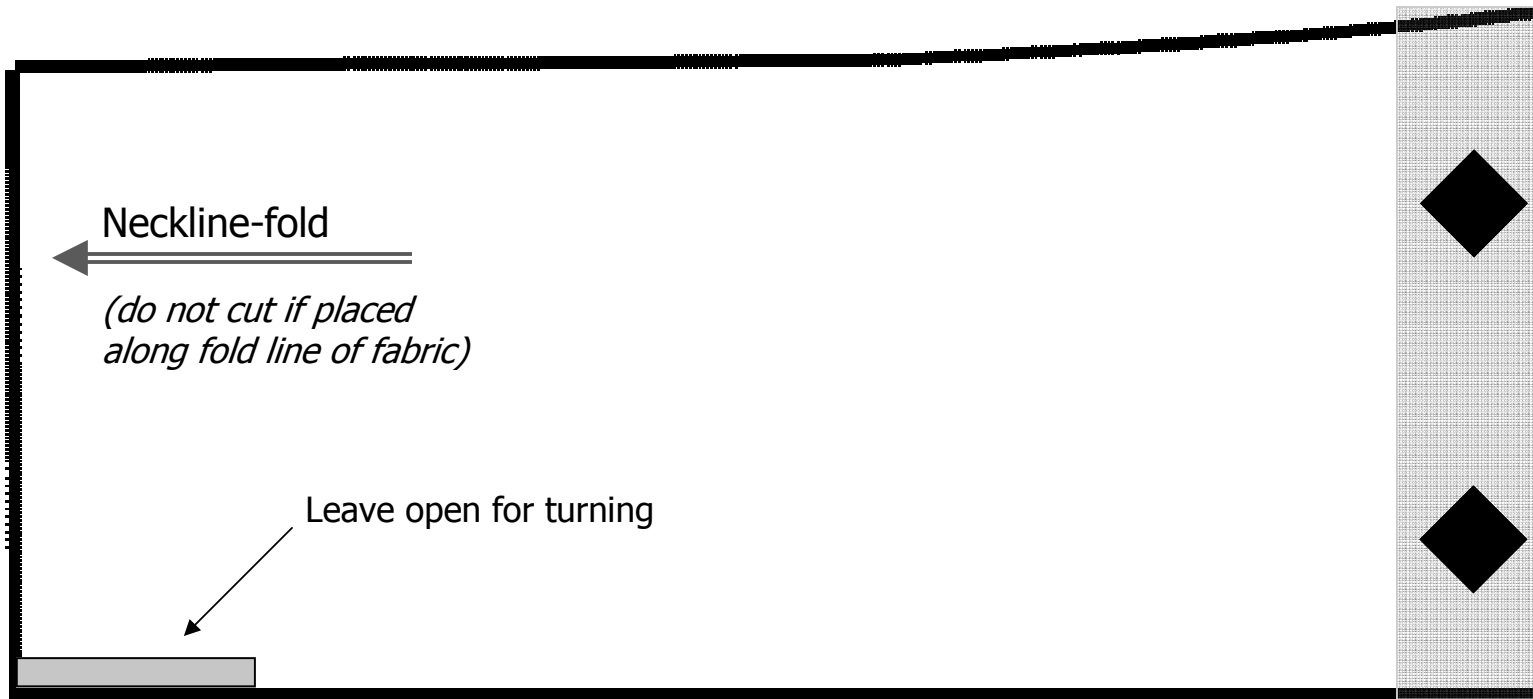 Neckline-fold
(do not cut if placed
along fold line of fabric)
Leave open for turning